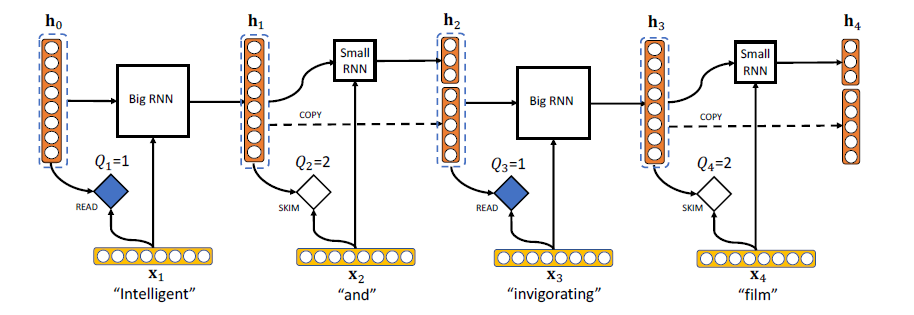 h₀
h₁
h₂
h₃
h₄
Small
RNN
Small
RNN
Big RNN
Big RNN
COPY
COPY
Q₁=1
Q₂=2
Q₃=1
Q₄=2
READ
SKIM
READ
SKIM
x₁
x₂
x₃
x₄
“Intelligent”
“and”
“invigorating”
“film”